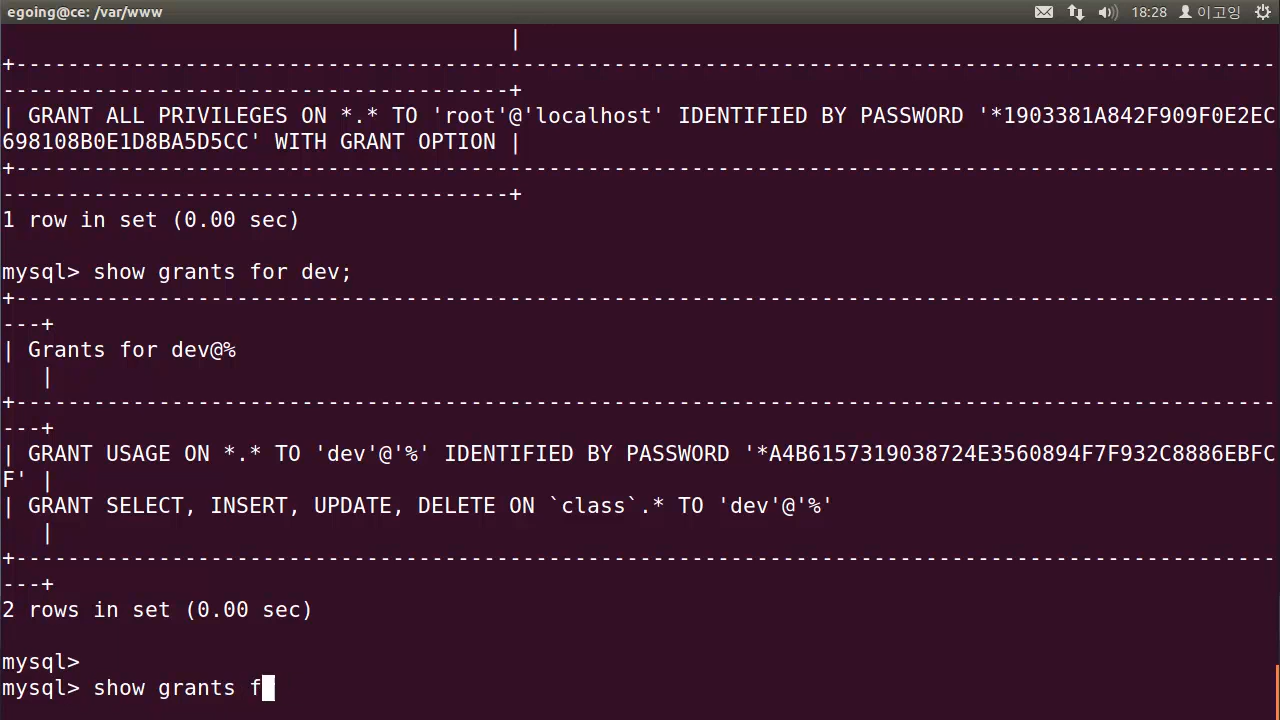 egoing@ce: /var/www
18:28 이고잉
|
+-------------------------------------------------------------------------------------------------
---------------------------------------+
| GRANT ALL PRIVILEGES ON *.* TO 'root'@'localhost' IDENTIFIED BY PASSWORD '*1903381A842F909F0E2EC
698108B0E1D8BA5D5CC' WITH GRANT OPTION |
+-------------------------------------------------------------------------------------------------
---------------------------------------+
1 row in set (0.00 sec)
mysql> show grants for dev;
+-------------------------------------------------------------------------------------------------
---+
| Grants for dev@%
|
+-------------------------------------------------------------------------------------------------
---+
| GRANT USAGE ON *.* TO 'dev'@'%' IDENTIFIED BY PASSWORD '*A4B6157319038724E3560894F7F932C8886EBFC
F' |
| GRANT SELECT, INSERT, UPDATE, DELETE ON `class`.* TO 'dev'@'%'
|
+-------------------------------------------------------------------------------------------------
---+
2 rows in set (0.00 sec)
mysql>
mysql> show grants f